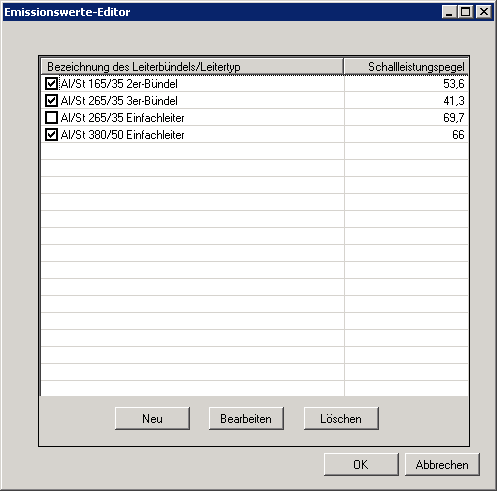 Emissionswerte-Editor
Bezeichnung des Leiterbündels/Leitertyp Schallleistungspegel
Al/St 165/35 2er-Bündel 53,6
Al/St 265/35 3er-Bündel 41,3
Al/St 265/35 Einfachleiter 69,7
Al/St 380/50 Einfachleiter 66
Neu Bearbeiten Löschen
OK Abbrechen